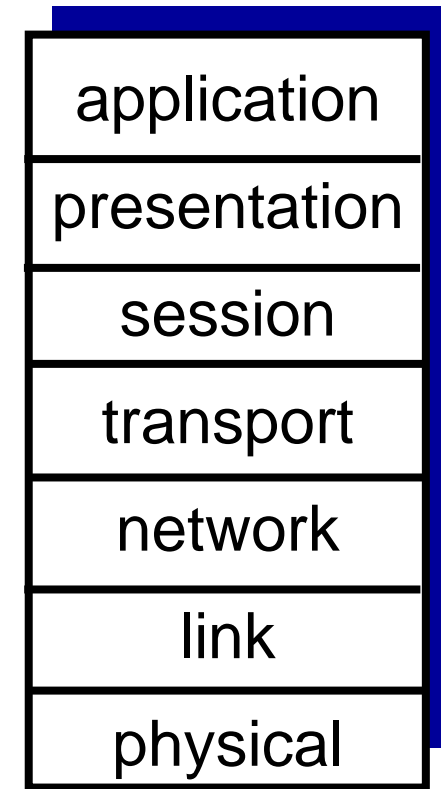 application
presentation
session
transport
network
link
physical